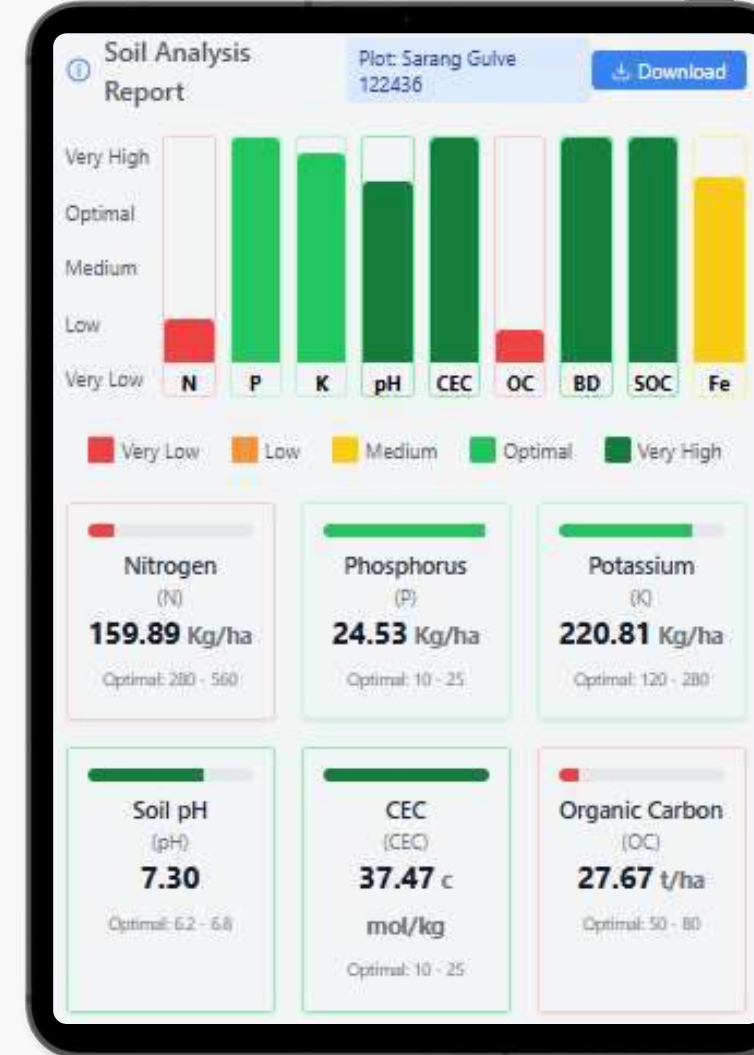 Soil Analysis
Report
Plot: Sarang Gulve
122436
Download
Very High
Optimal
Medium
Low
Very Low
N P K pH CEC OC BD SOC Fe
Very Low Low Medium Optimal Very High
Nitrogen
(N)
159.89 Kg/ha
Optimal: 280 - 560
Phosphorus
(P)
24.53 Kg/ha
Optimal: 10 - 25
Potassium
(K)
220.81 Kg/ha
Optimal: 120 - 280
Soil pH
(pH)
7.30
Optimal: 6.2 - 6.8
CEC
(CEC)
37.47 c
mol/kg
Optimal: 10 - 25
Organic Carbon
(OC)
27.67 t/ha
Optimal: 50 - 80